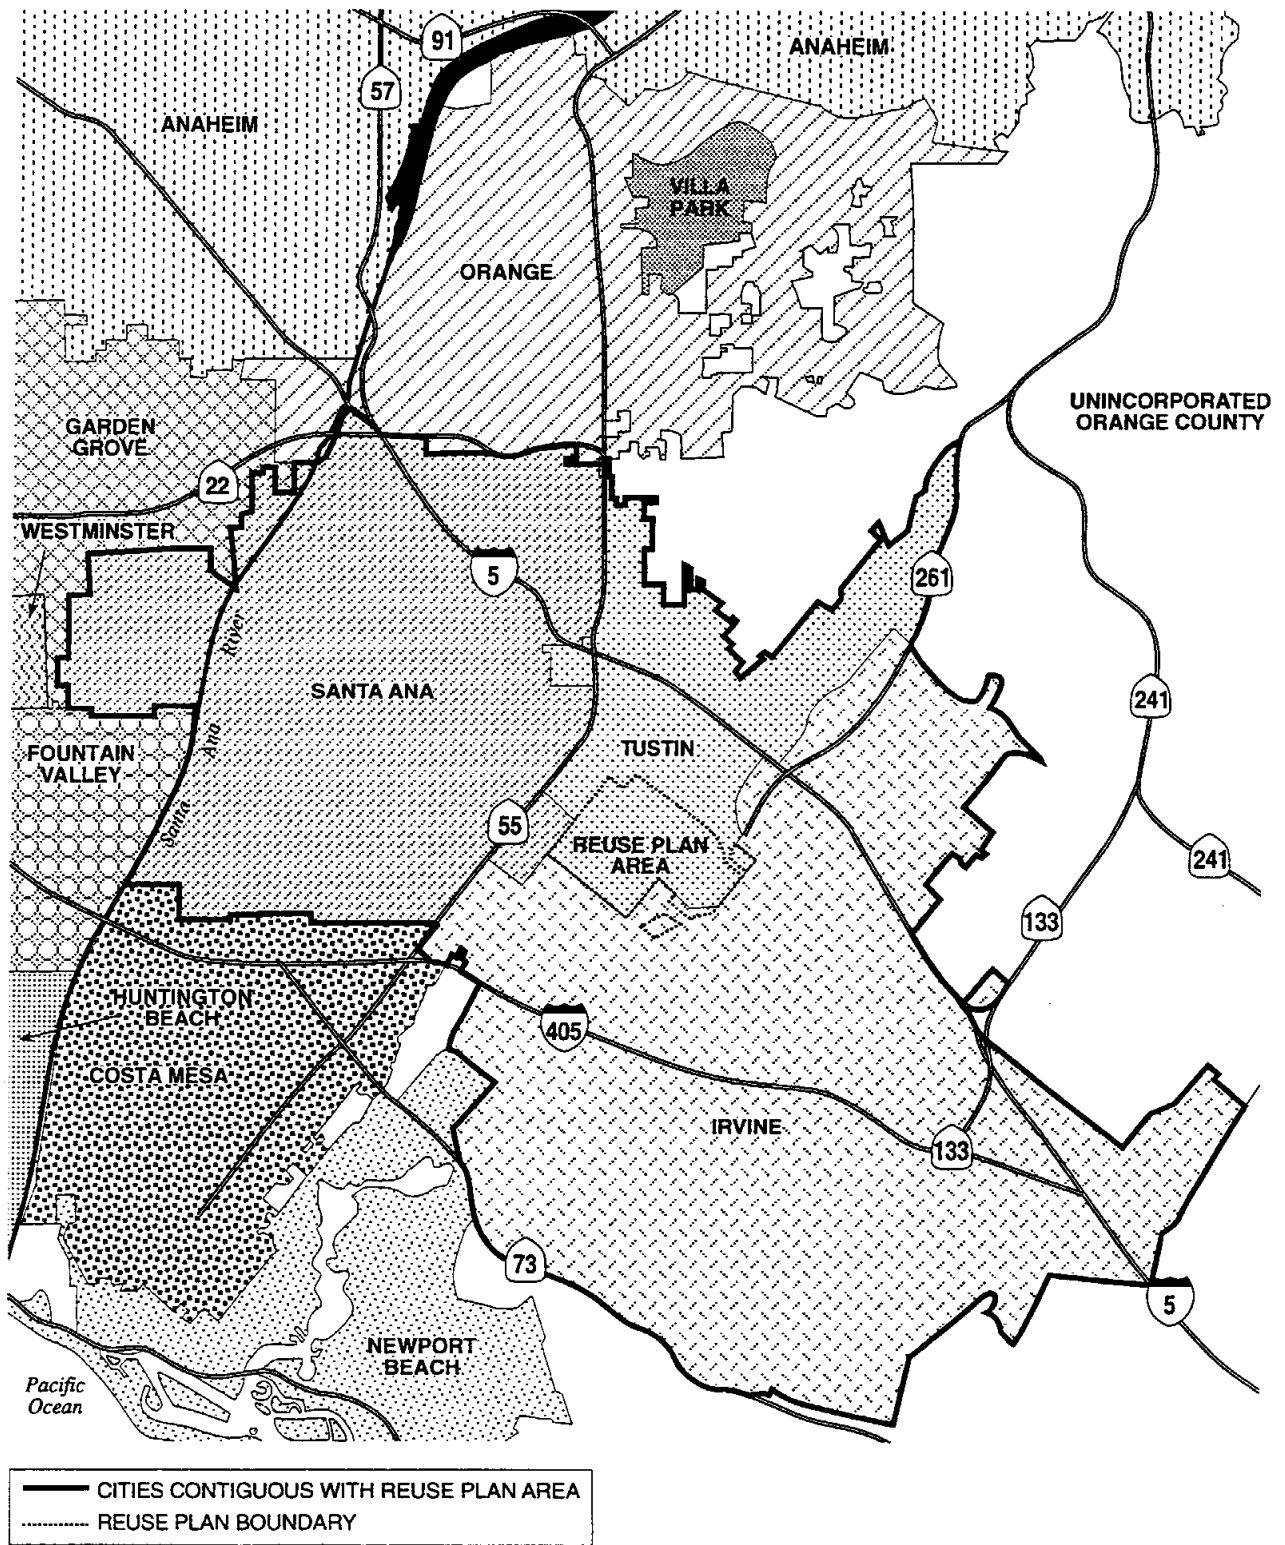 91
ANAHEIM
57
ANAHEIM
VILLA
PARK
ORANGE
UNINCORPORATED
ORANGE COUNTY
GARDEN
GROVE
22
WESTMINSTER
5
261
River
SANTA ANA
241
Ana
TUSTIN
FOUNTAIN
VALLEY
Santa
55
REUSE PLAN
AREA
241
133
HUNTINGTON
BEACH
405
COSTA MESA
IRVINE
133
73
5
NEWPORT
BEACH
Pacific
Ocean
CITIES CONTIGUOUS WITH REUSE PLAN AREA
REUSE PLAN BOUNDARY